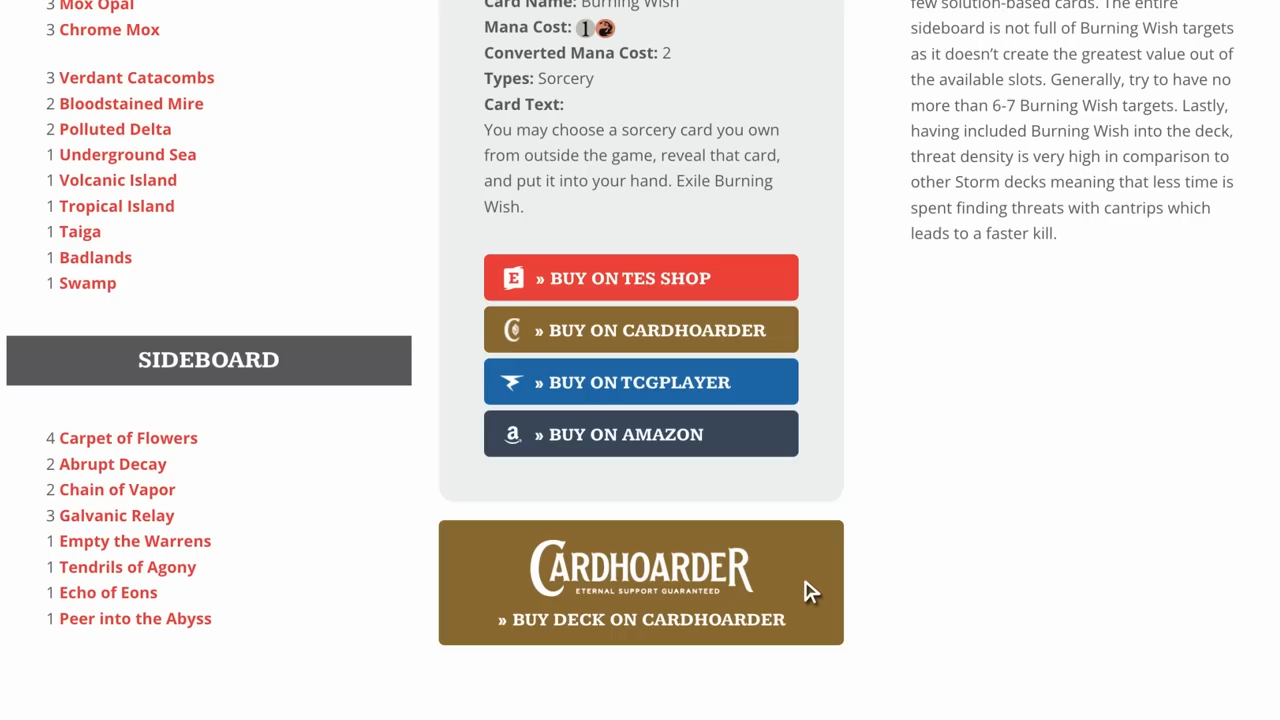 3 Mox Opal
3 Chrome Mox
3 Verdant Catacombs
2 Bloodstained Mire
2 Polluted Delta
1 Underground Sea
1 Volcanic Island
1 Tropical Island
1 Taiga
1 Badlands
1 Swamp
SIDEBOARD
4 Carpet of Flowers
2 Abrupt Decay
2 Chain of Vapor
3 Galvanic Relay
1 Empty the Warrens
1 Tendrils of Agony
1 Echo of Eons
1 Peer into the Abyss
Card Name: Burning Wish
Mana Cost: 1
Converted Mana Cost: 2
Types: Sorcery
Card Text:
You may choose a sorcery card you own
from outside the game, reveal that card,
and put it into your hand. Exile Burning
Wish.
E » BUY ON TES SHOP
C » BUY ON CARDHOARDER
» BUY ON TCGPLAYER
a » BUY ON AMAZON
CARDHOARDER
ETERNAL SUPPORT GUARANTEED
» BUY DECK ON CARDHOARDER
few solution-based cards. The entire
sideboard is not full of Burning Wish targets
as it doesn’t create the greatest value out of
the available slots. Generally, try to have no
more than 6-7 Burning Wish targets. Lastly,
having included Burning Wish into the deck,
threat density is very high in comparison to
other Storm decks meaning that less time is
spent finding threats with cantrips which
leads to a faster kill.